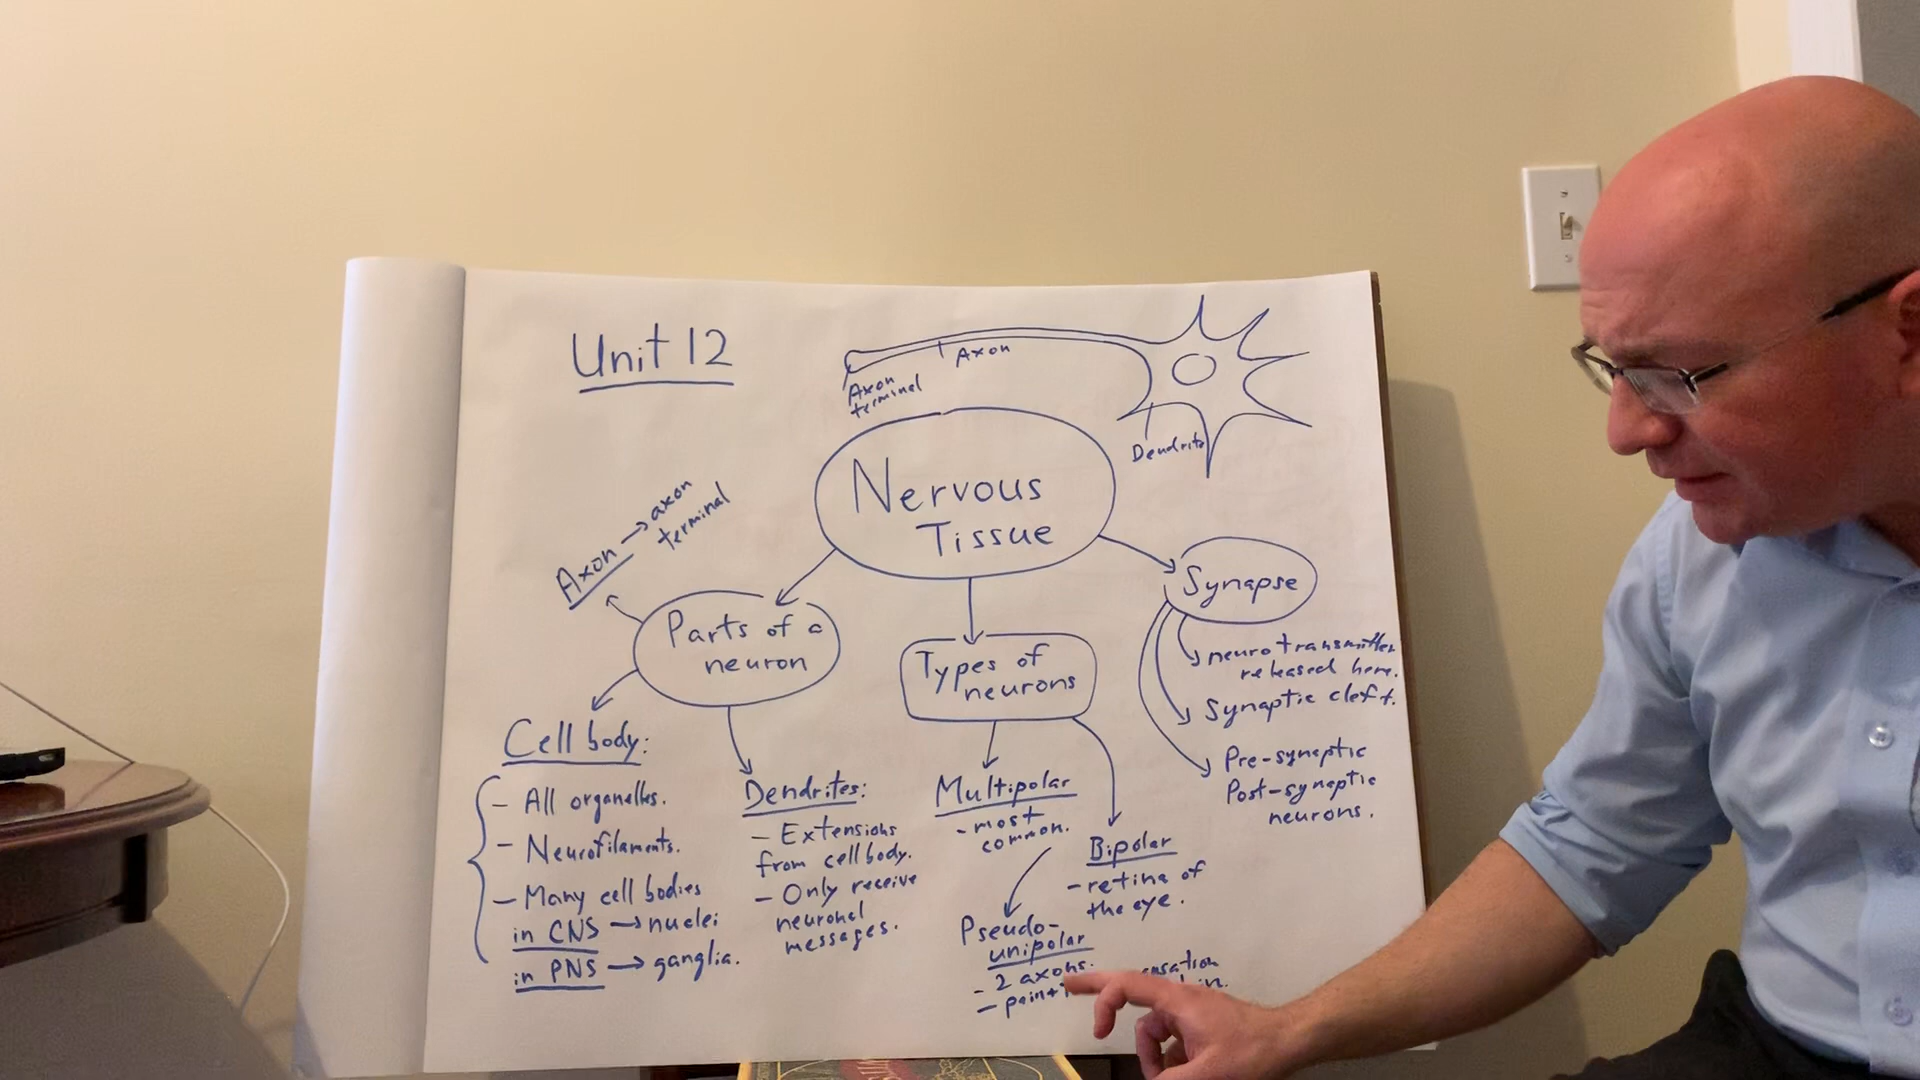 Unit 12
Axon
Axon
terminal
Dendrite
Nervous
Tissue
Axon → axon
terminal
Parts of a
neuron
Types of
neurons
Synapse
neurotransmitter
released here.
Synaptic cleft.
Pre-synaptic
Post-synaptic
neurons.
Cell body:
- All organelles.
- Neurofilaments.
- Many cell bodies
in CNS → nuclei
in PNS → ganglia.
Dendrites:
- Extensions
from cell body.
- Only receive
neuronal
messages.
Multipolar
- most
common.
Bipolar
- retina of
the eye.
Pseudo-
unipolar
- 2 axons.
- pain +